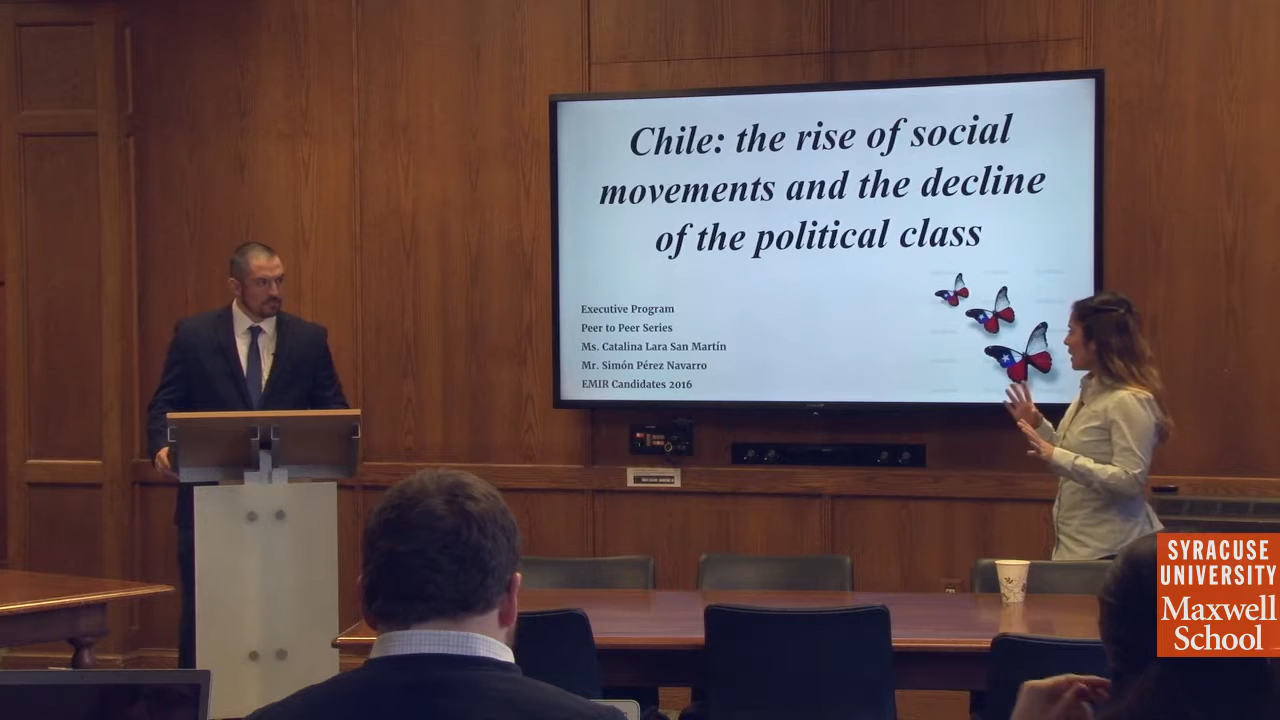 Chile: the rise of social
movements and the decline
of the political class
Executive Program
Peer to Peer Series
Ms. Catalina Lara San Martín
Mr. Simón Pérez Navarro
EMIR Candidates 2016
SYRACUSE
UNIVERSITY
Maxwell
School